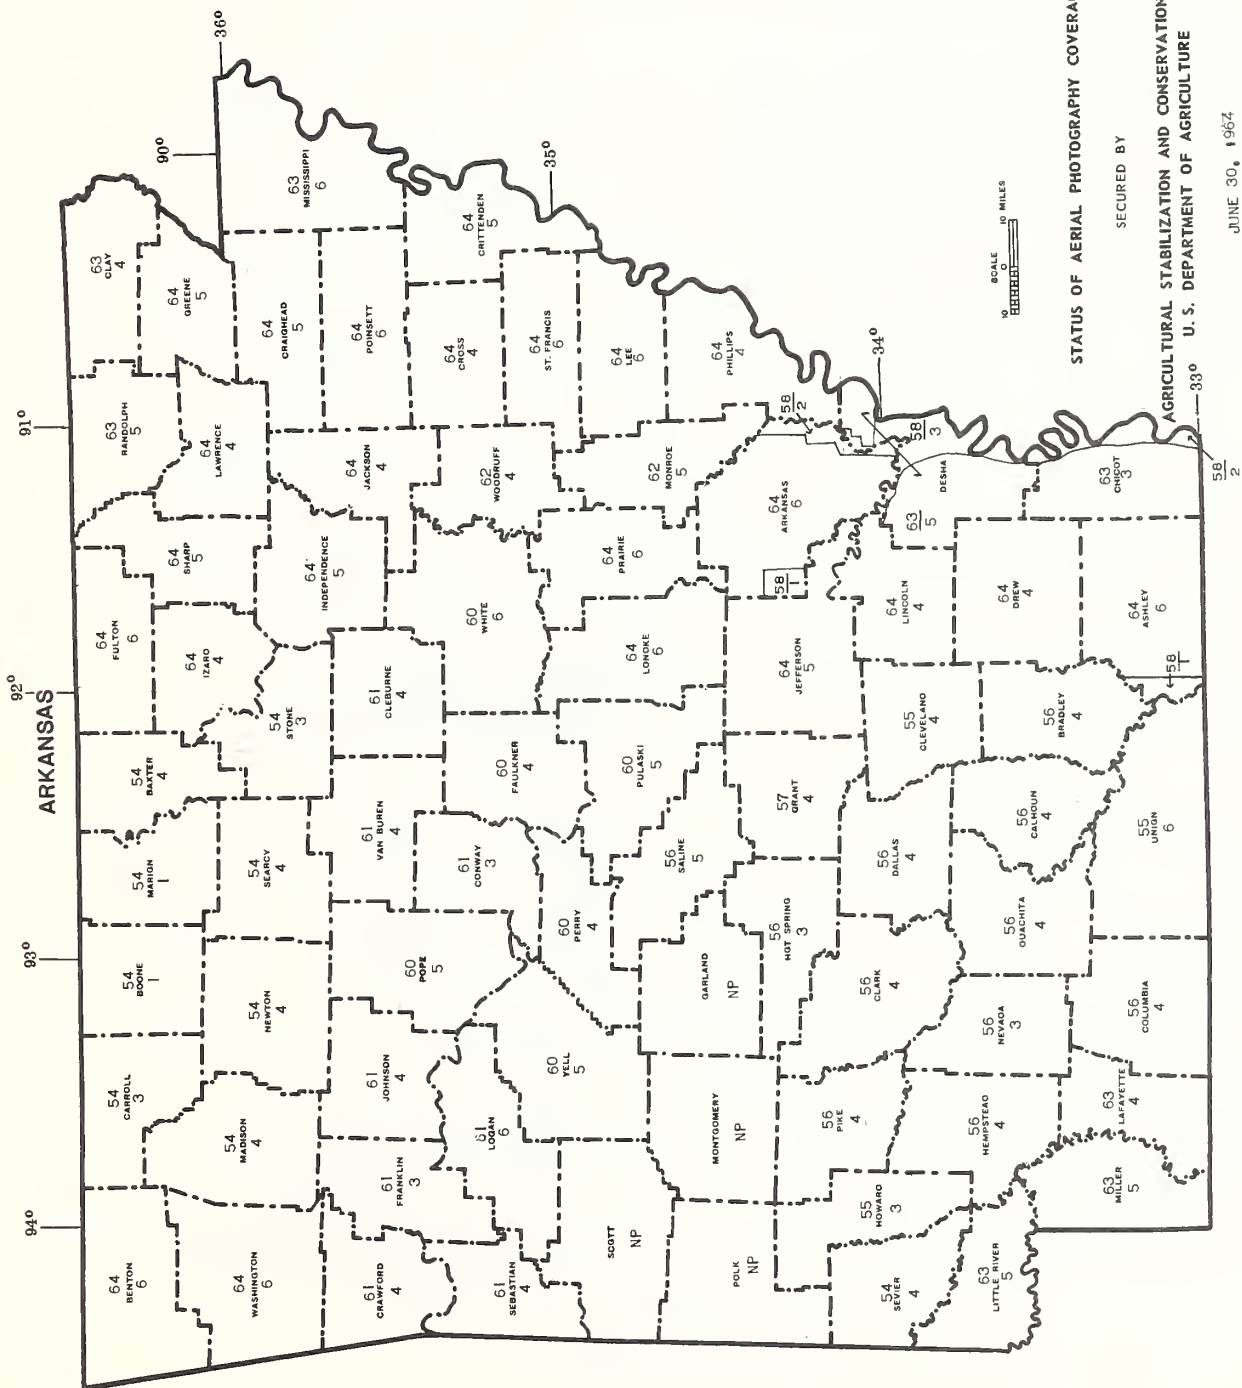 ARKANSAS
94°
93°
92°
91°
90°
36°
35°
34°
33°
64
BENTON
6
54
CARROLL
3
54
BOONE
1
54
MARION
1
54
BAXTER
4
64
FULTON
6
63
RANDOLPH
5
63
CLAY
4
64
WASHINGTON
6
54
MADISON
4
54
NEWTON
4
54
SEARCY
4
54
STONE
3
64
IZARO
4
64
SHARP
5
64
LAWRENCE
4
64
GREENE
5
64
INDEPENDENCE
5
64
CRAIGHEAD
5
63
MISSISSIPPI
6
61
CRAWFORD
4
61
FRANKLIN
3
61
JOHNSON
4
60
POPE
5
61
VAN BUREN
4
61
CLEBURNE
4
64
JACKSON
4
64
POINSETT
6
61
SEBASTIAN
4
61
LOGAN
6
61
CONWAY
3
60
FAULKNER
4
60
WHITE
6
62
WOODRUFF
4
64
CROSS
4
64
CRITTENDEN
5
60
YELL
5
60
PERRY
4
60
PULASKI
5
64
LONOKE
6
64
PRAIRIE
6
62
MONROE
5
64
ST. FRANCIS
6
64
LEE
6
64
PHILLIPS
4
SCOTT
NP
MONTGOMERY
NP
GARLAND
NP
56
SALINE
5
POLK
NP
56
HOT SPRING
3
57
GRANT
4
64
JEFFERSON
5
58
1
64
ARKANSAS
6
58
2
58
3
54
SEVIER
4
55
HOWARO
3
56
PIKE
4
56
CLARK
4
56
DALLAS
4
55
CLEVELAND
4
64
LINCOLN
4
63
5
DESHA
63
LITTLE RIVER
5
56
HEMPSTEAO
4
56
NEVAOA
3
56
OUACHITA
4
56
CALHOUN
4
56
BRADLEY
4
64
DREW
4
63
MILLER
5
63
LAFAYETTE
4
56
COLUMBIA
4
55
UNION
6
58
1
64
ASHLEY
6
63
CHICOT
3
58
2
SCALE
10 0 10 MILES
STATUS OF AERIAL PHOTOGRAPHY
SECURED BY
AGRICULTURAL STABILIZATION AND CONSERVATION
U. S. DEPARTMENT OF AGRICULTURE
JUNE 30, 1964